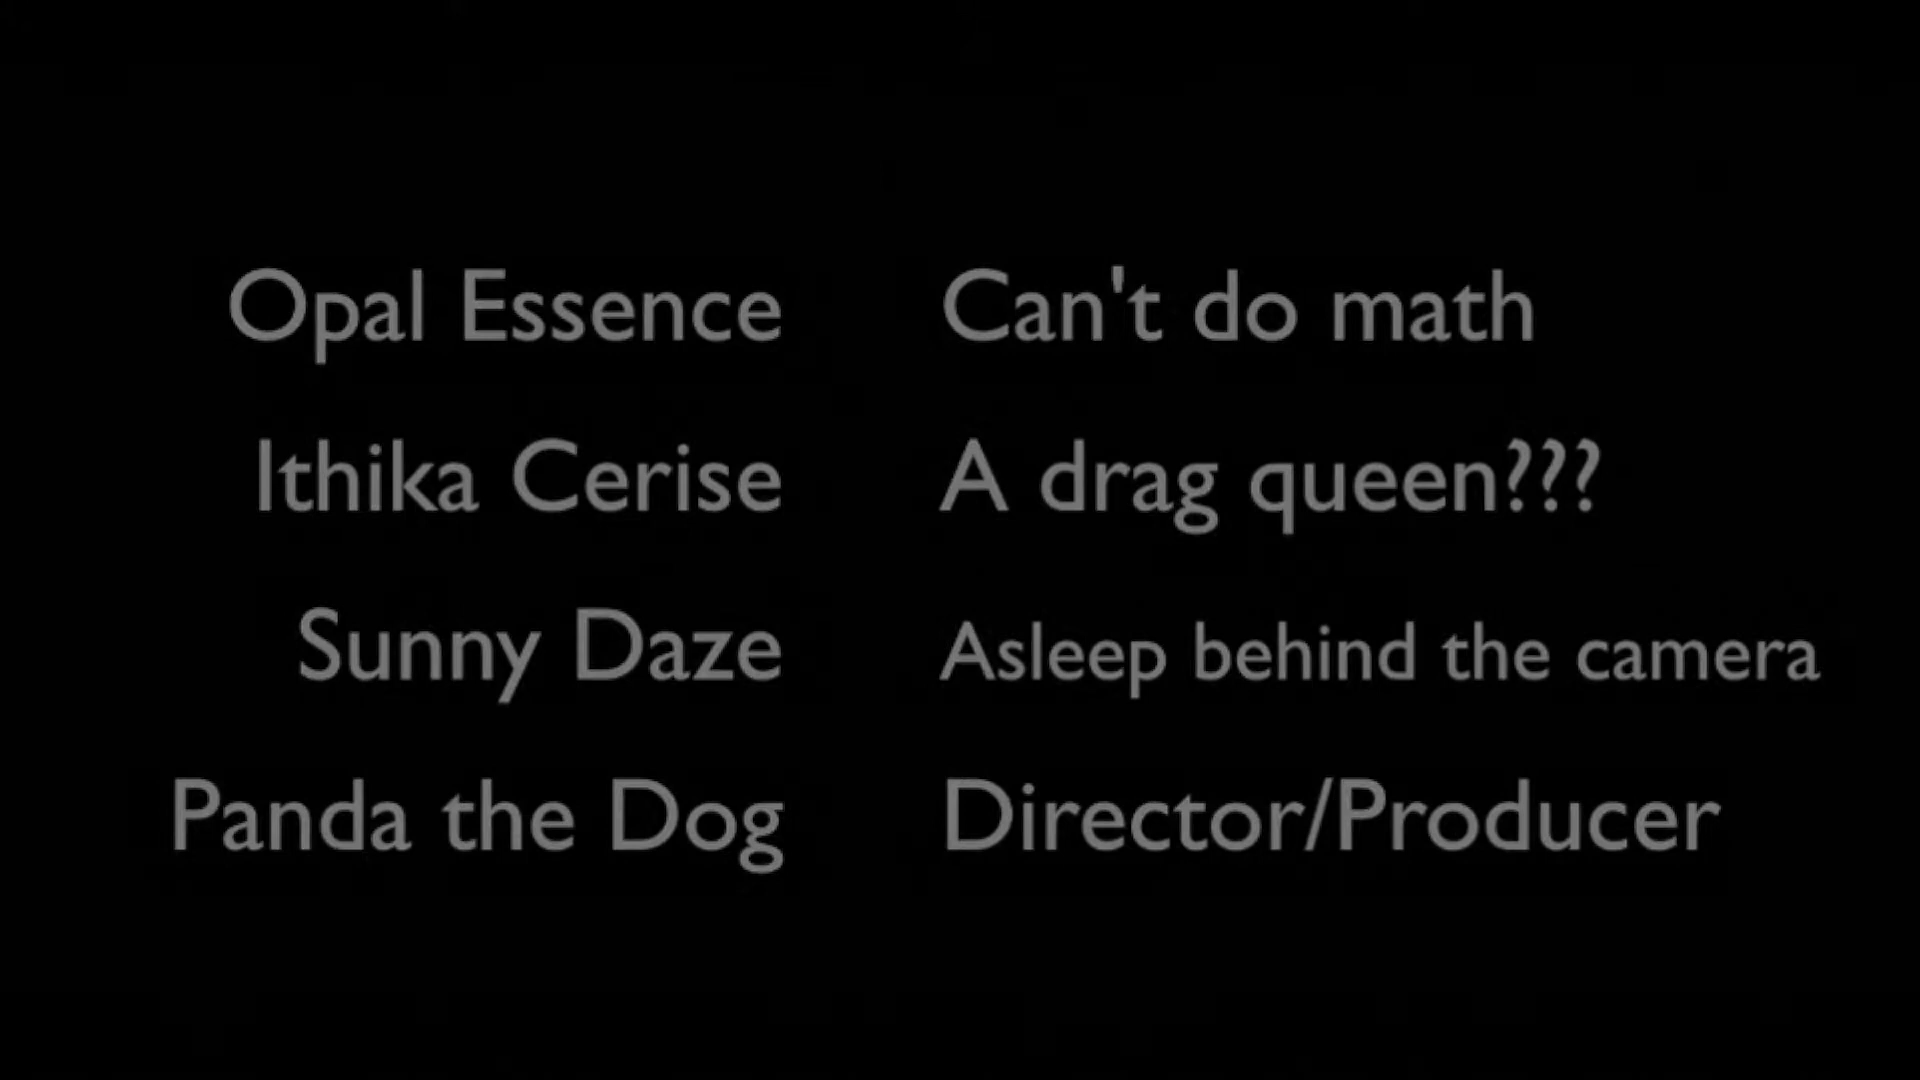 Opal Essence Can't do math
Ithika Cerise A drag queen???
Sunny Daze Asleep behind the camera
Panda the Dog Director/Producer